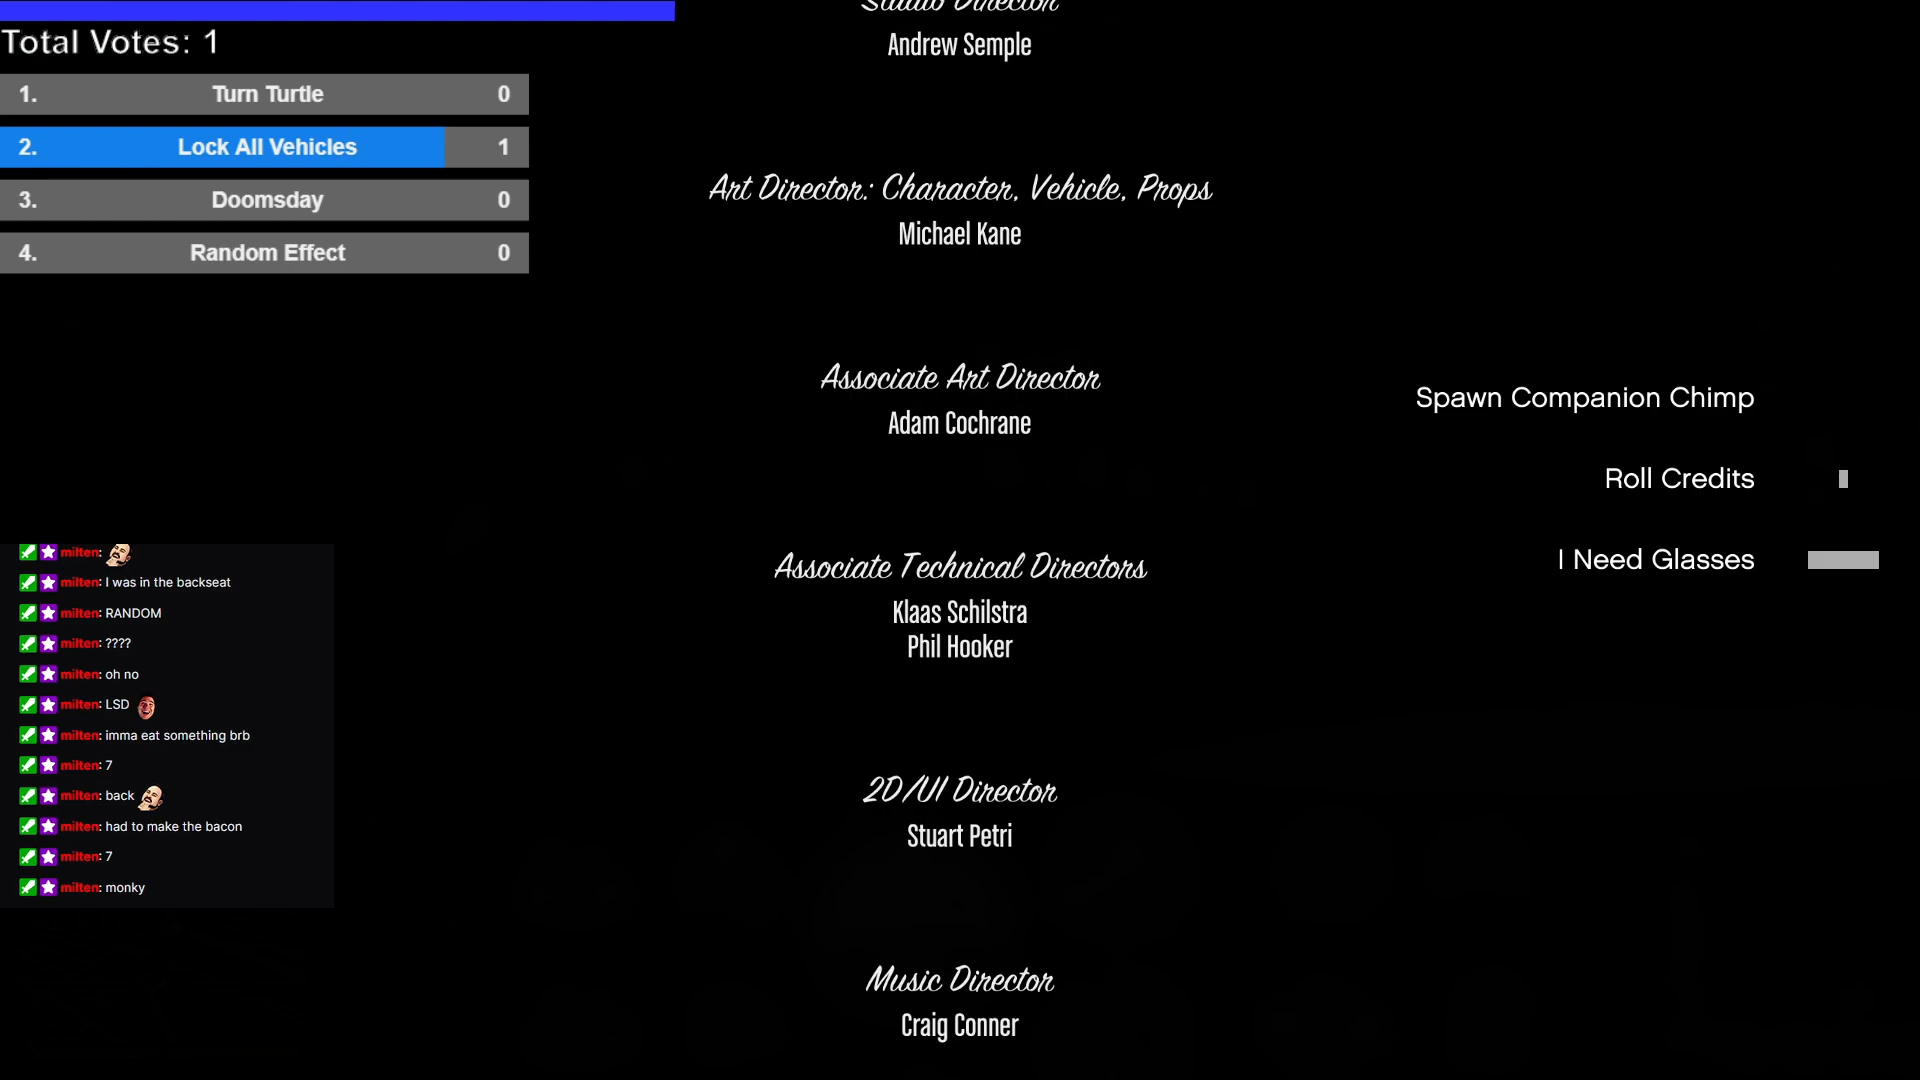 Total Votes: 1
1. Turn Turtle 0
2. Lock All Vehicles 1
3. Doomsday 0
4. Random Effect 0
Studio Director
Andrew Semple
Art Director: Character, Vehicle, Props
Michael Kane
Associate Art Director
Adam Cochrane
Associate Technical Directors
Klaas Schilstra
Phil Hooker
2D/UI Director
Stuart Petri
Music Director
Craig Conner
Spawn Companion Chimp
Roll Credits
I Need Glasses
milten:
milten: I was in the backseat
milten: RANDOM
milten: ????
milten: oh no
milten: LSD
milten: imma eat something brb
milten: 7
milten: back
milten: had to make the bacon
milten: 7
milten: monky